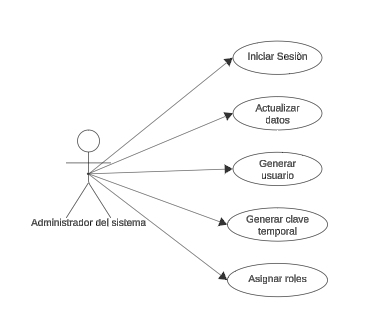 Iniciar Sesiòn
Actualizar
datos
Generar
usuario
Administrador del sistema
Generar clave
temporal
Asignar roles